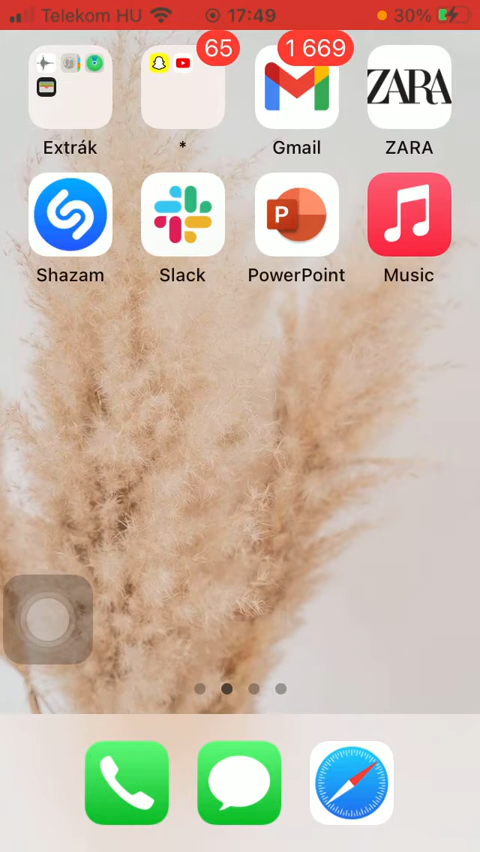 Telekom HU 17:49 30%
65 1 669
ZARA
Extrák * Gmail ZARA
P
Shazam Slack PowerPoint Music